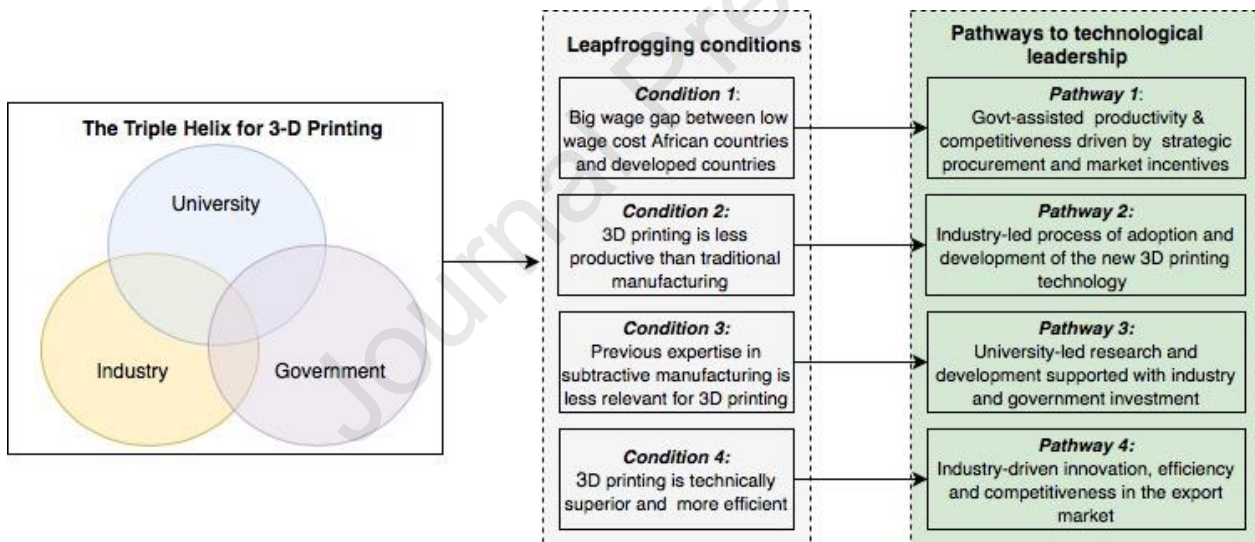 The Triple Helix for 3-D Printing
University
Industry
Government
Leapfrogging conditions
Condition 1:
Big wage gap between low
wage cost African countries
and developed countries
Condition 2:
3D printing is less
productive than traditional
manufacturing
Condition 3:
Previous expertise in
subtractive manufacturing is
less relevant for 3D printing
Condition 4:
3D printing is technically
superior and more efficient
Pathways to technological
leadership
Pathway 1:
Govt-assisted productivity &
competitiveness driven by strategic
procurement and market incentives
Pathway 2:
Industry-led process of adoption and
development of the new 3D printing
technology
Pathway 3:
University-led research and
development supported with industry
and government investment
Pathway 4:
Industry-driven innovation, efficiency
and competitiveness in the export
market
Journal Pre